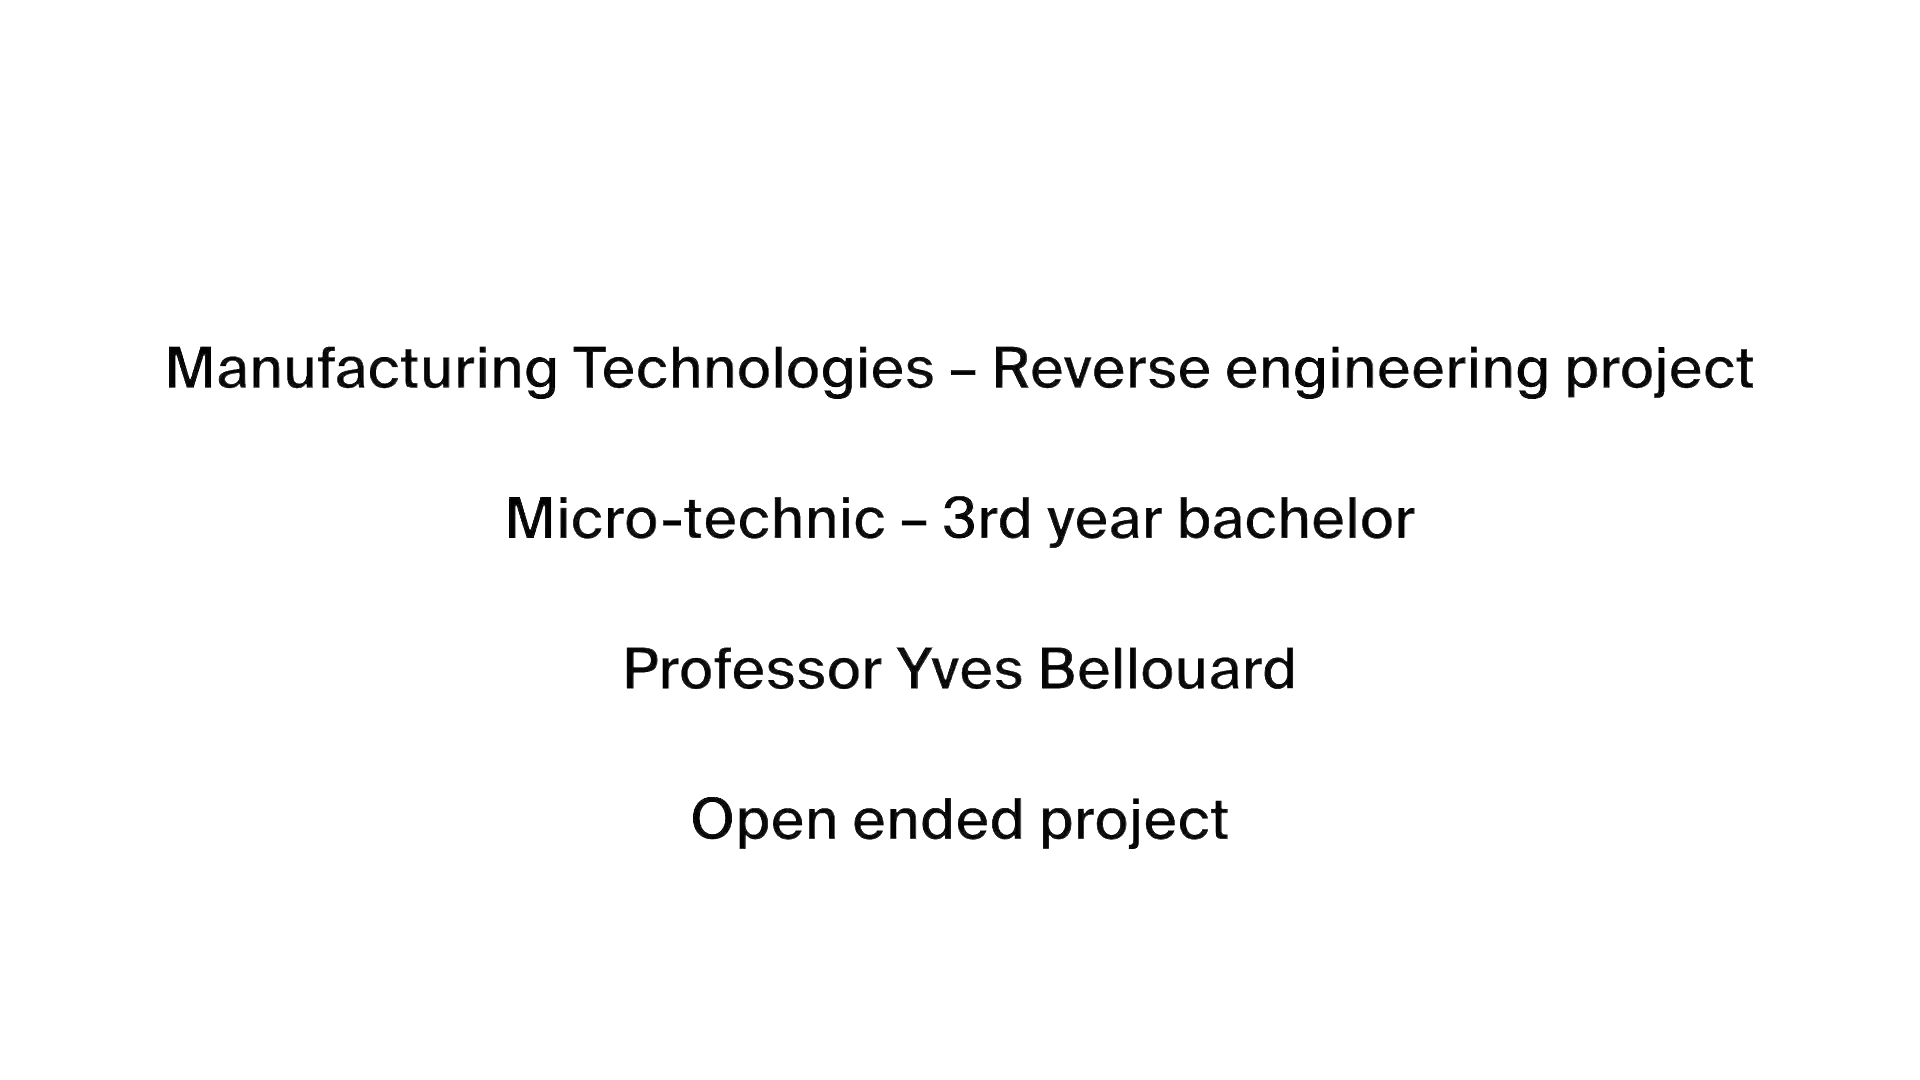 Manufacturing Technologies – Reverse engineering project
Micro-technic – 3rd year bachelor
Professor Yves Bellouard
Open ended project